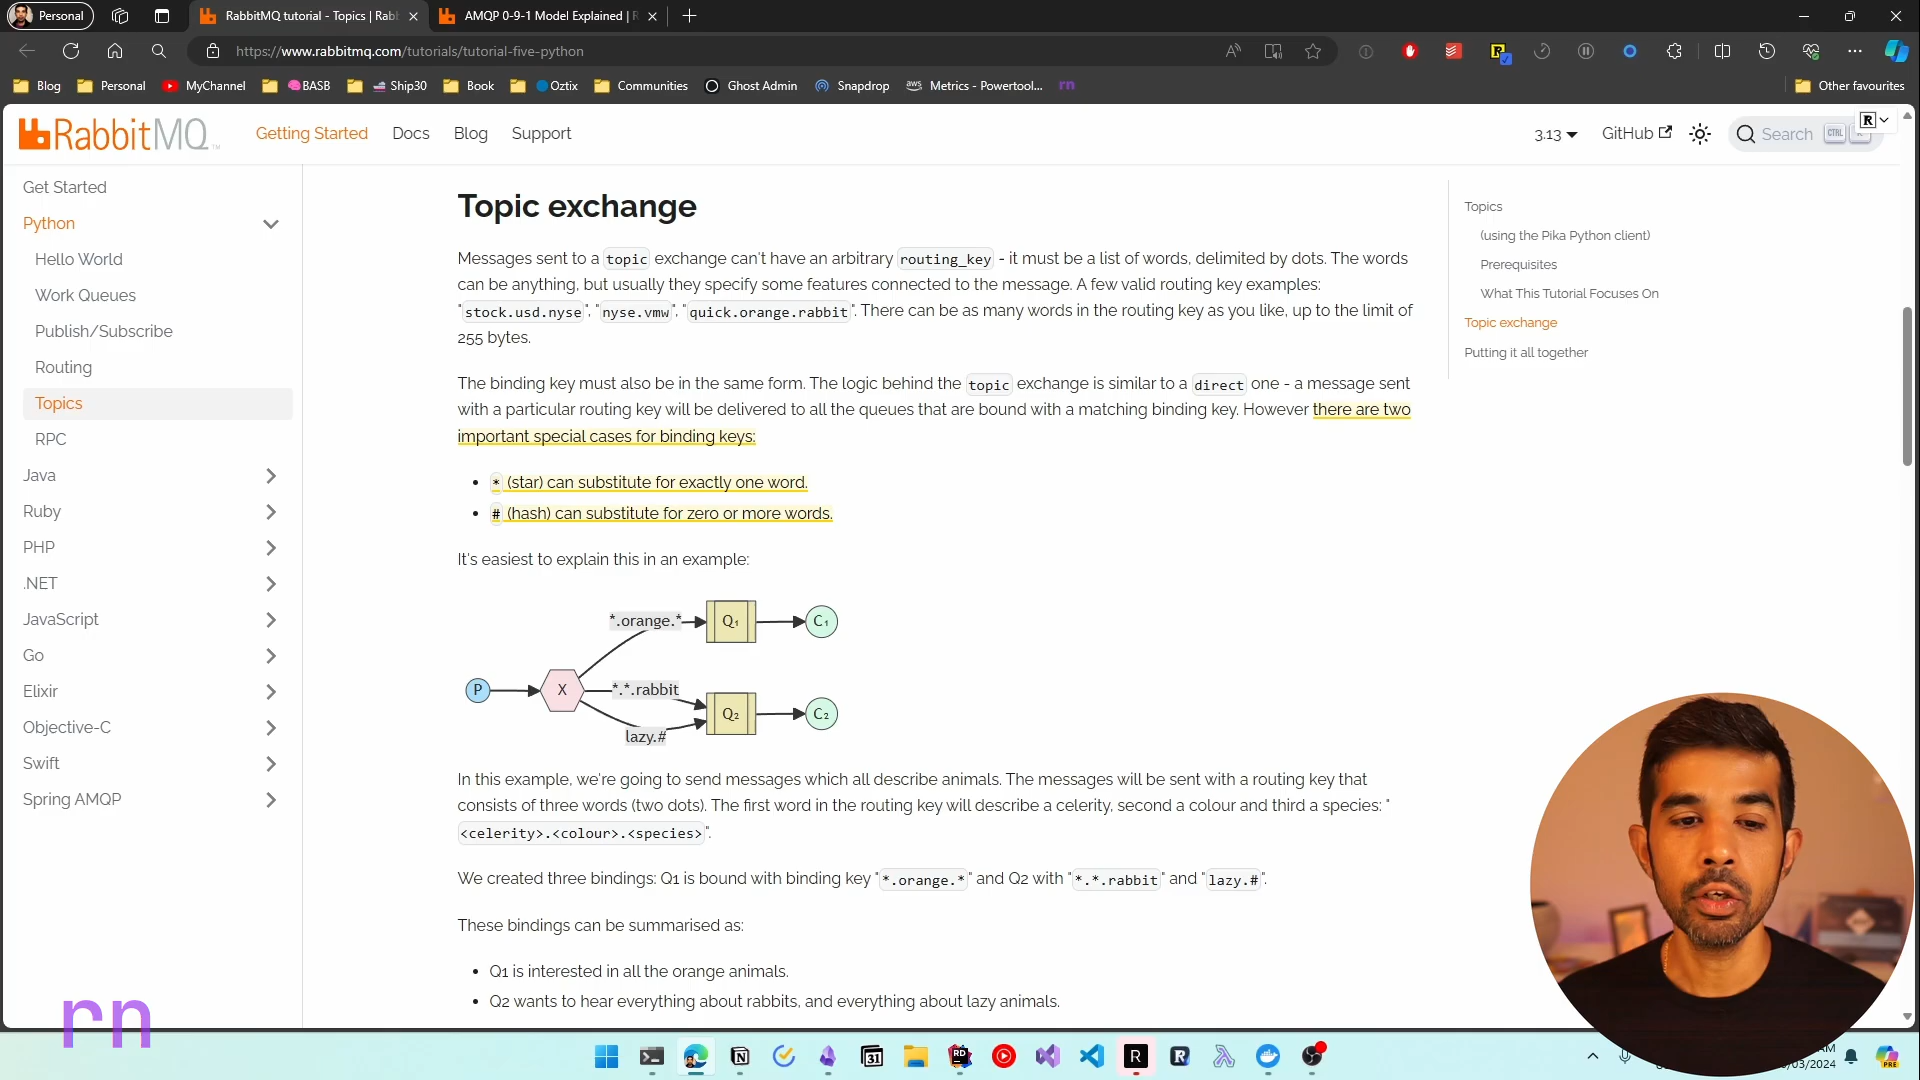 Personal
RabbitMQ tutorial - Topics | Rab
AMQP 0-9-1 Model Explained | R
https://www.rabbitmq.com/tutorials/tutorial-five-python
Blog Personal MyChannel BASB Ship30 Book Oztix Communities Ghost Admin Snapdrop aws Metrics - Powertool... rn Other favourites
RabbitMQ™ Getting Started Docs Blog Support 3.13 GitHub Search CTRL
Get Started
Python
Hello World
Work Queues
Publish/Subscribe
Routing
Topics
RPC
Java
Ruby
PHP
.NET
JavaScript
Go
Elixir
Objective-C
Swift
Spring AMQP
Topic exchange
Messages sent to a topic exchange can't have an arbitrary routing_key - it must be a list of words, delimited by dots. The words
can be anything, but usually they specify some features connected to the message. A few valid routing key examples:
"stock.usd.nyse", "nyse.vmw", "quick.orange.rabbit". There can be as many words in the routing key as you like, up to the limit of
255 bytes.
The binding key must also be in the same form. The logic behind the topic exchange is similar to a direct one - a message sent
with a particular routing key will be delivered to all the queues that are bound with a matching binding key. However there are two
important special cases for binding keys:
• * (star) can substitute for exactly one word.
• # (hash) can substitute for zero or more words.
It's easiest to explain this in an example:
*.orange.* Q₁ C₁
P X *.*.rabbit
Q₂ C₂
lazy.#
In this example, we're going to send messages which all describe animals. The messages will be sent with a routing key that
consists of three words (two dots). The first word in the routing key will describe a celerity, second a colour and third a species: "
<celerity>.<colour>.<species>".
We created three bindings: Q1 is bound with binding key "*.orange.*" and Q2 with "*.*.rabbit" and "lazy.#".
These bindings can be summarised as:
• Q1 is interested in all the orange animals.
• Q2 wants to hear everything about rabbits, and everything about lazy animals.
Topics
(using the Pika Python client)
Prerequisites
What This Tutorial Focuses On
Topic exchange
Putting it all together
rn
31
RD
R
R
PRE
/03/2024